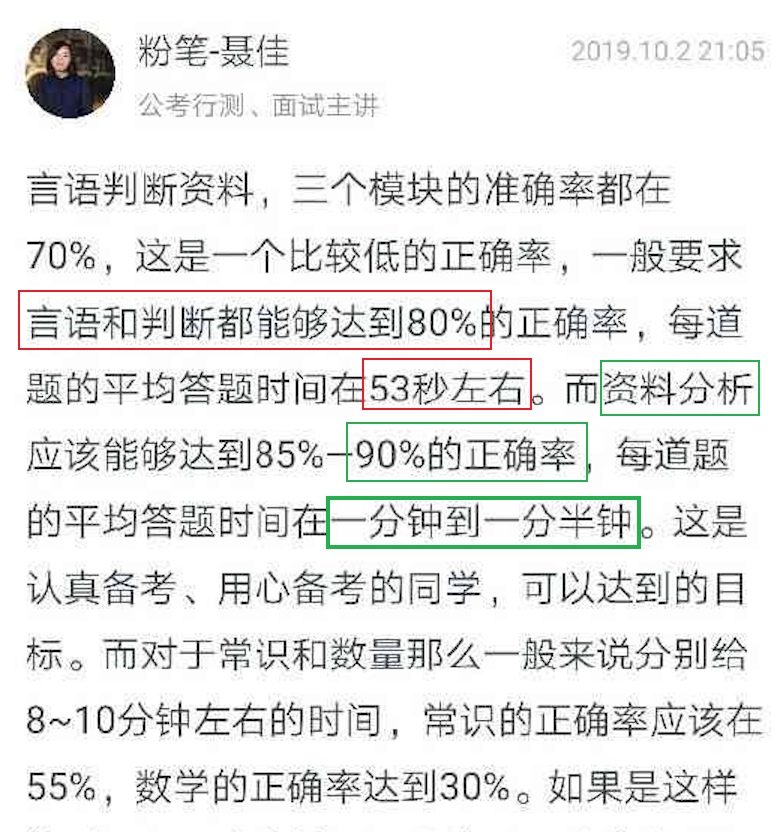 粉笔-聂佳
2019.10.2 21:05
公考行测、面试主讲
言语判断资料，三个模块的准确率都在
70%，这是一个比较低的正确率，一般要求
言语和判断都能够达到80%的正确率，每道
题的平均答题时间在53秒左右。而资料分析
应该能够达到85%-90%的正确率，每道题
的平均答题时间在一分钟到一分半钟。这是
认真备考、用心备考的同学，可以达到的目
标。而对于常识和数量那么一般来说分别给
8~10分钟左右的时间，常识的正确率应该在
55%，数学的正确率达到30%。如果是这样